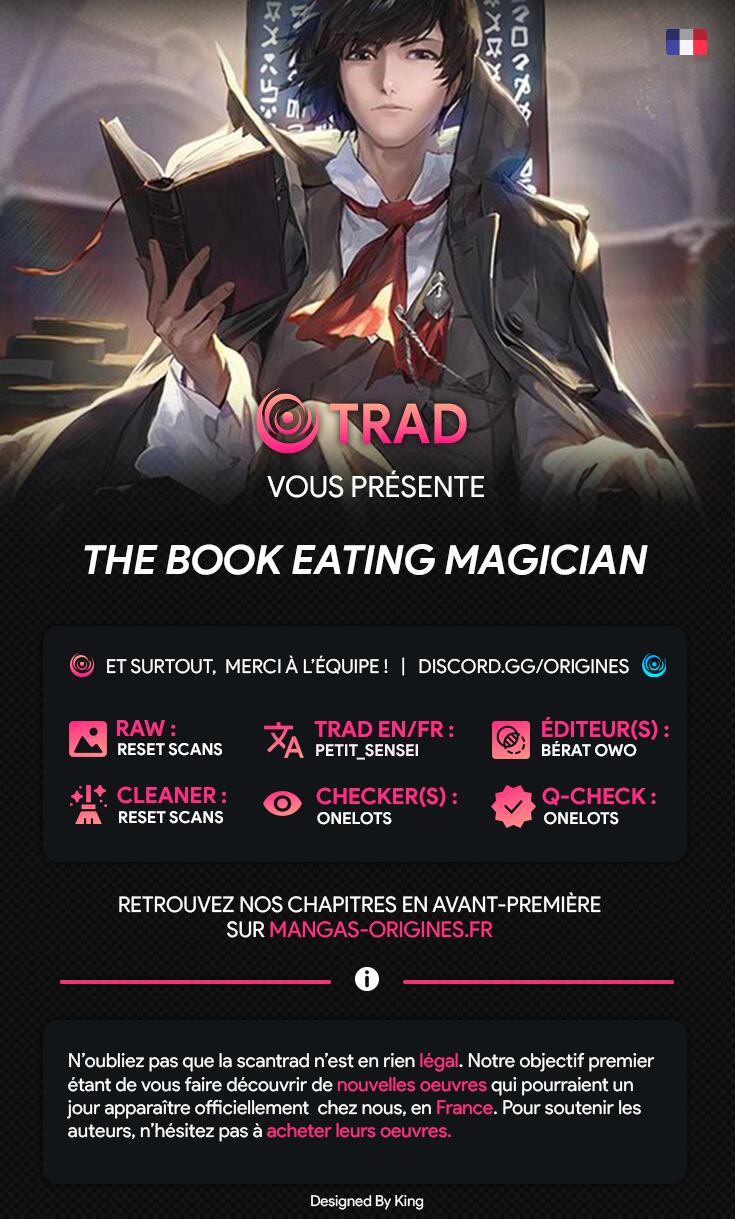 TRAD
VOUS PRÉSENTE
THE BOOK EATING MAGICIAN
ET SURTOUT, MERCI À L'ÉQUIPE ! | DISCORD.GG/ORIGINES
RAW :
RESET SCANS
TRAD EN/FR :
PETIT_SENSEI
ÉDITEUR(S) :
BÉRAT OWO
CLEANER :
RESET SCANS
CHECKER(S) :
ONELOTS
Q-CHECK :
ONELOTS
RETROUVEZ NOS CHAPITRES EN AVANT-PREMIÈRE
SUR MANGAS-ORIGINES.FR
N'oubliez pas que la scantrad n'est en rien légal. Notre objectif premier
étant de vous faire découvrir de nouvelles oeuvres qui pourraient un
jour apparaître officiellement chez nous, en France. Pour soutenir les
auteurs, n'hésitez pas à acheter leurs oeuvres.
Designed By King